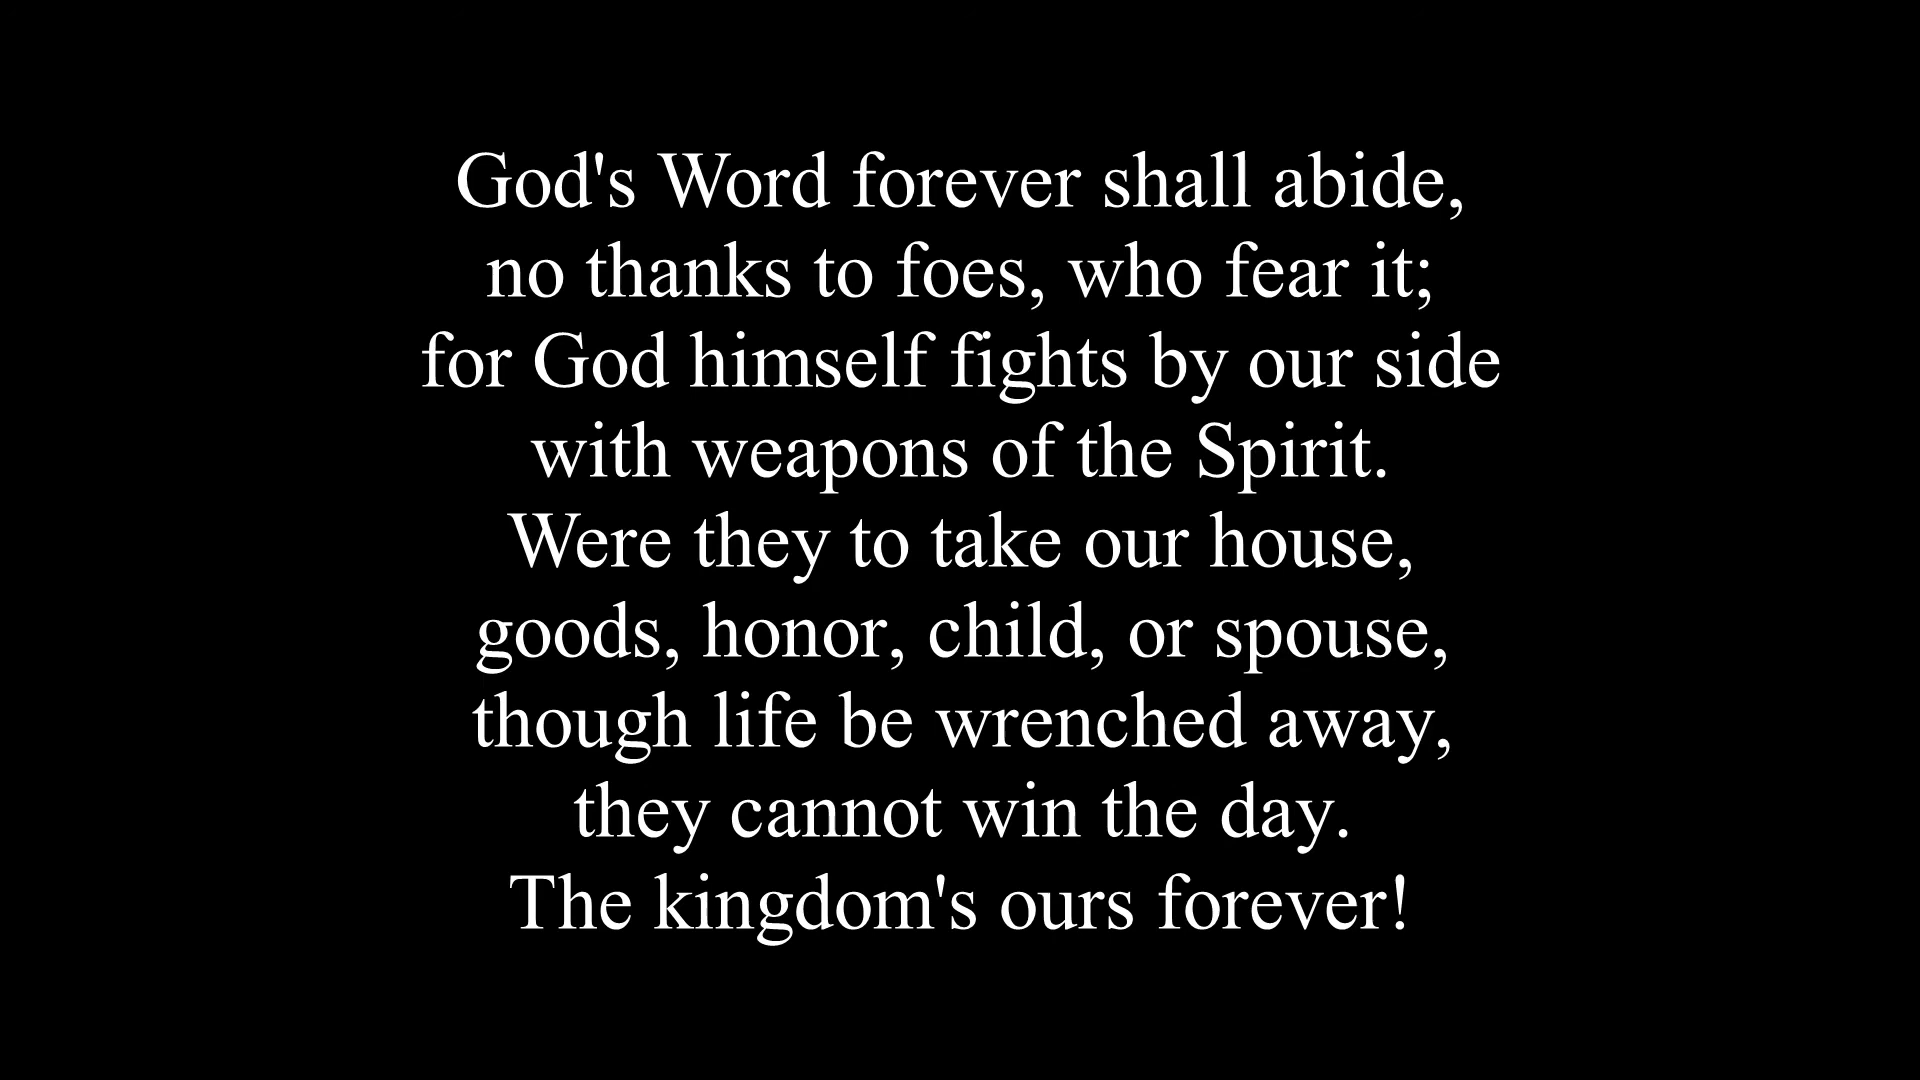 God's Word forever shall abide,
no thanks to foes, who fear it;
for God himself fights by our side
with weapons of the Spirit.
Were they to take our house,
goods, honor, child, or spouse,
though life be wrenched away,
they cannot win the day.
The kingdom's ours forever!